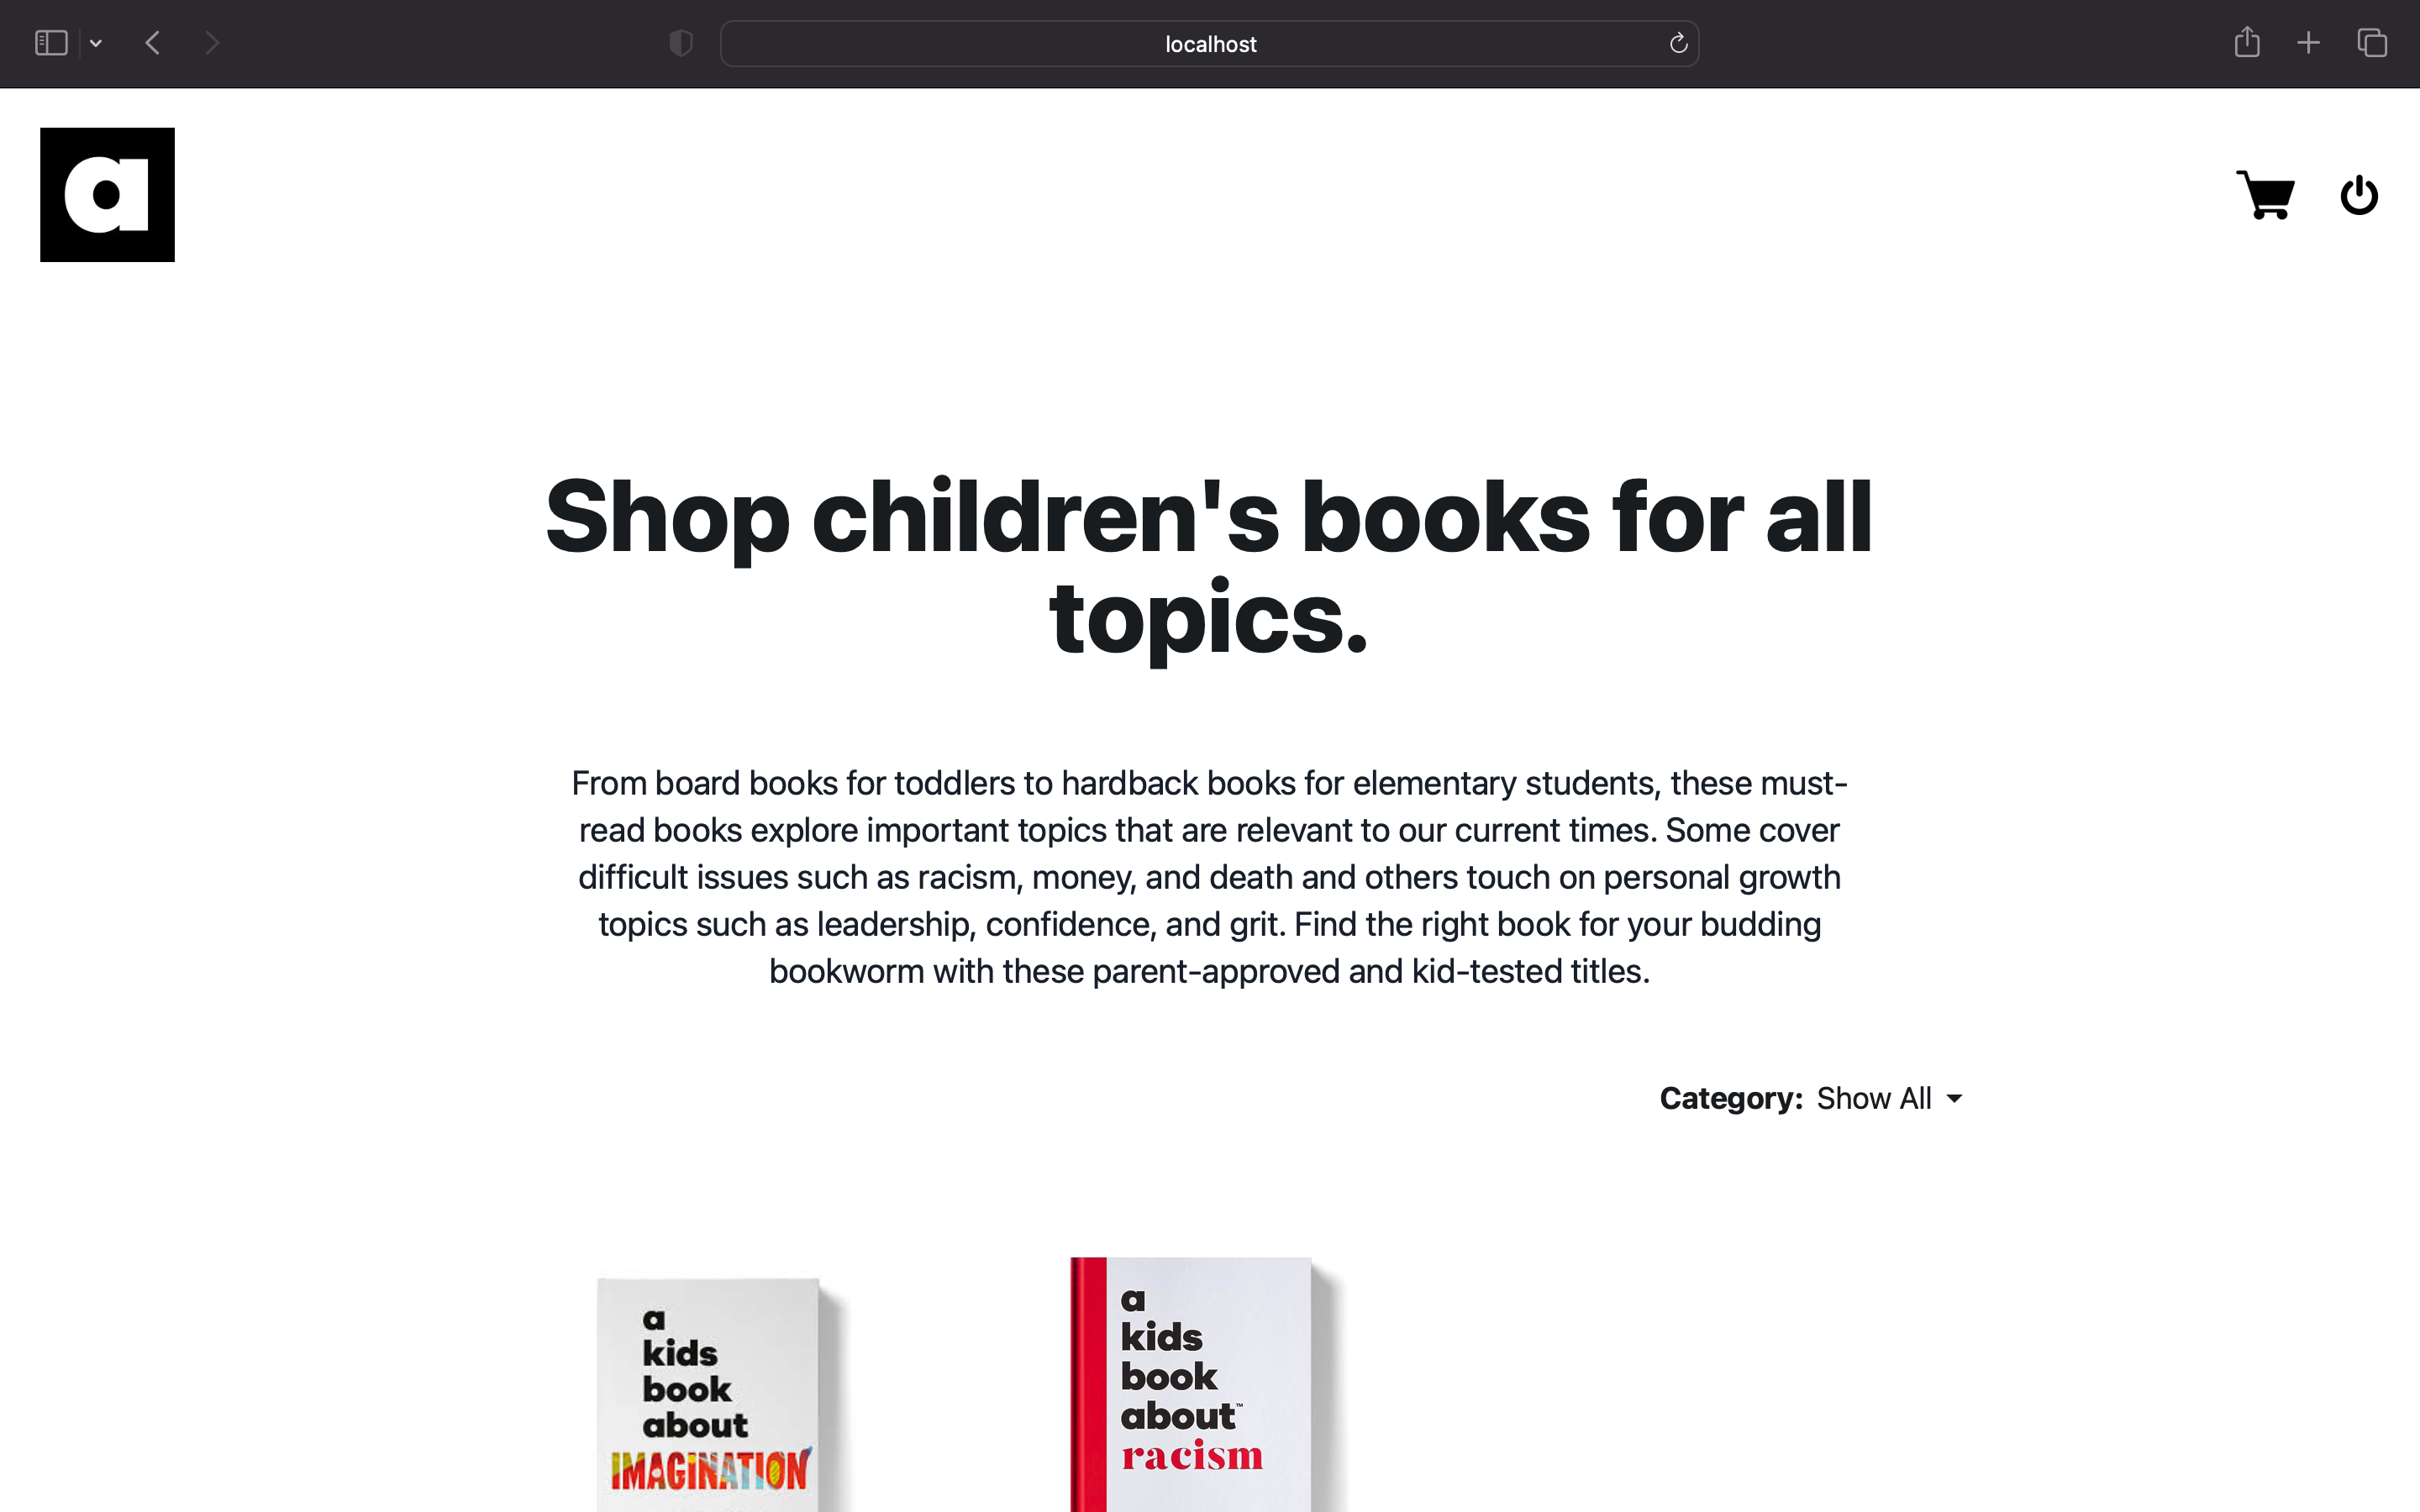 localhost
a
Shop children's books for all
topics.
From board books for toddlers to hardback books for elementary students, these must-
read books explore important topics that are relevant to our current times. Some cover
difficult issues such as racism, money, and death and others touch on personal growth
topics such as leadership, confidence, and grit. Find the right book for your budding
bookworm with these parent-approved and kid-tested titles.
Category: Show All
a
kids
book
about
IMAGINATION
a
kids
book
about™
racism